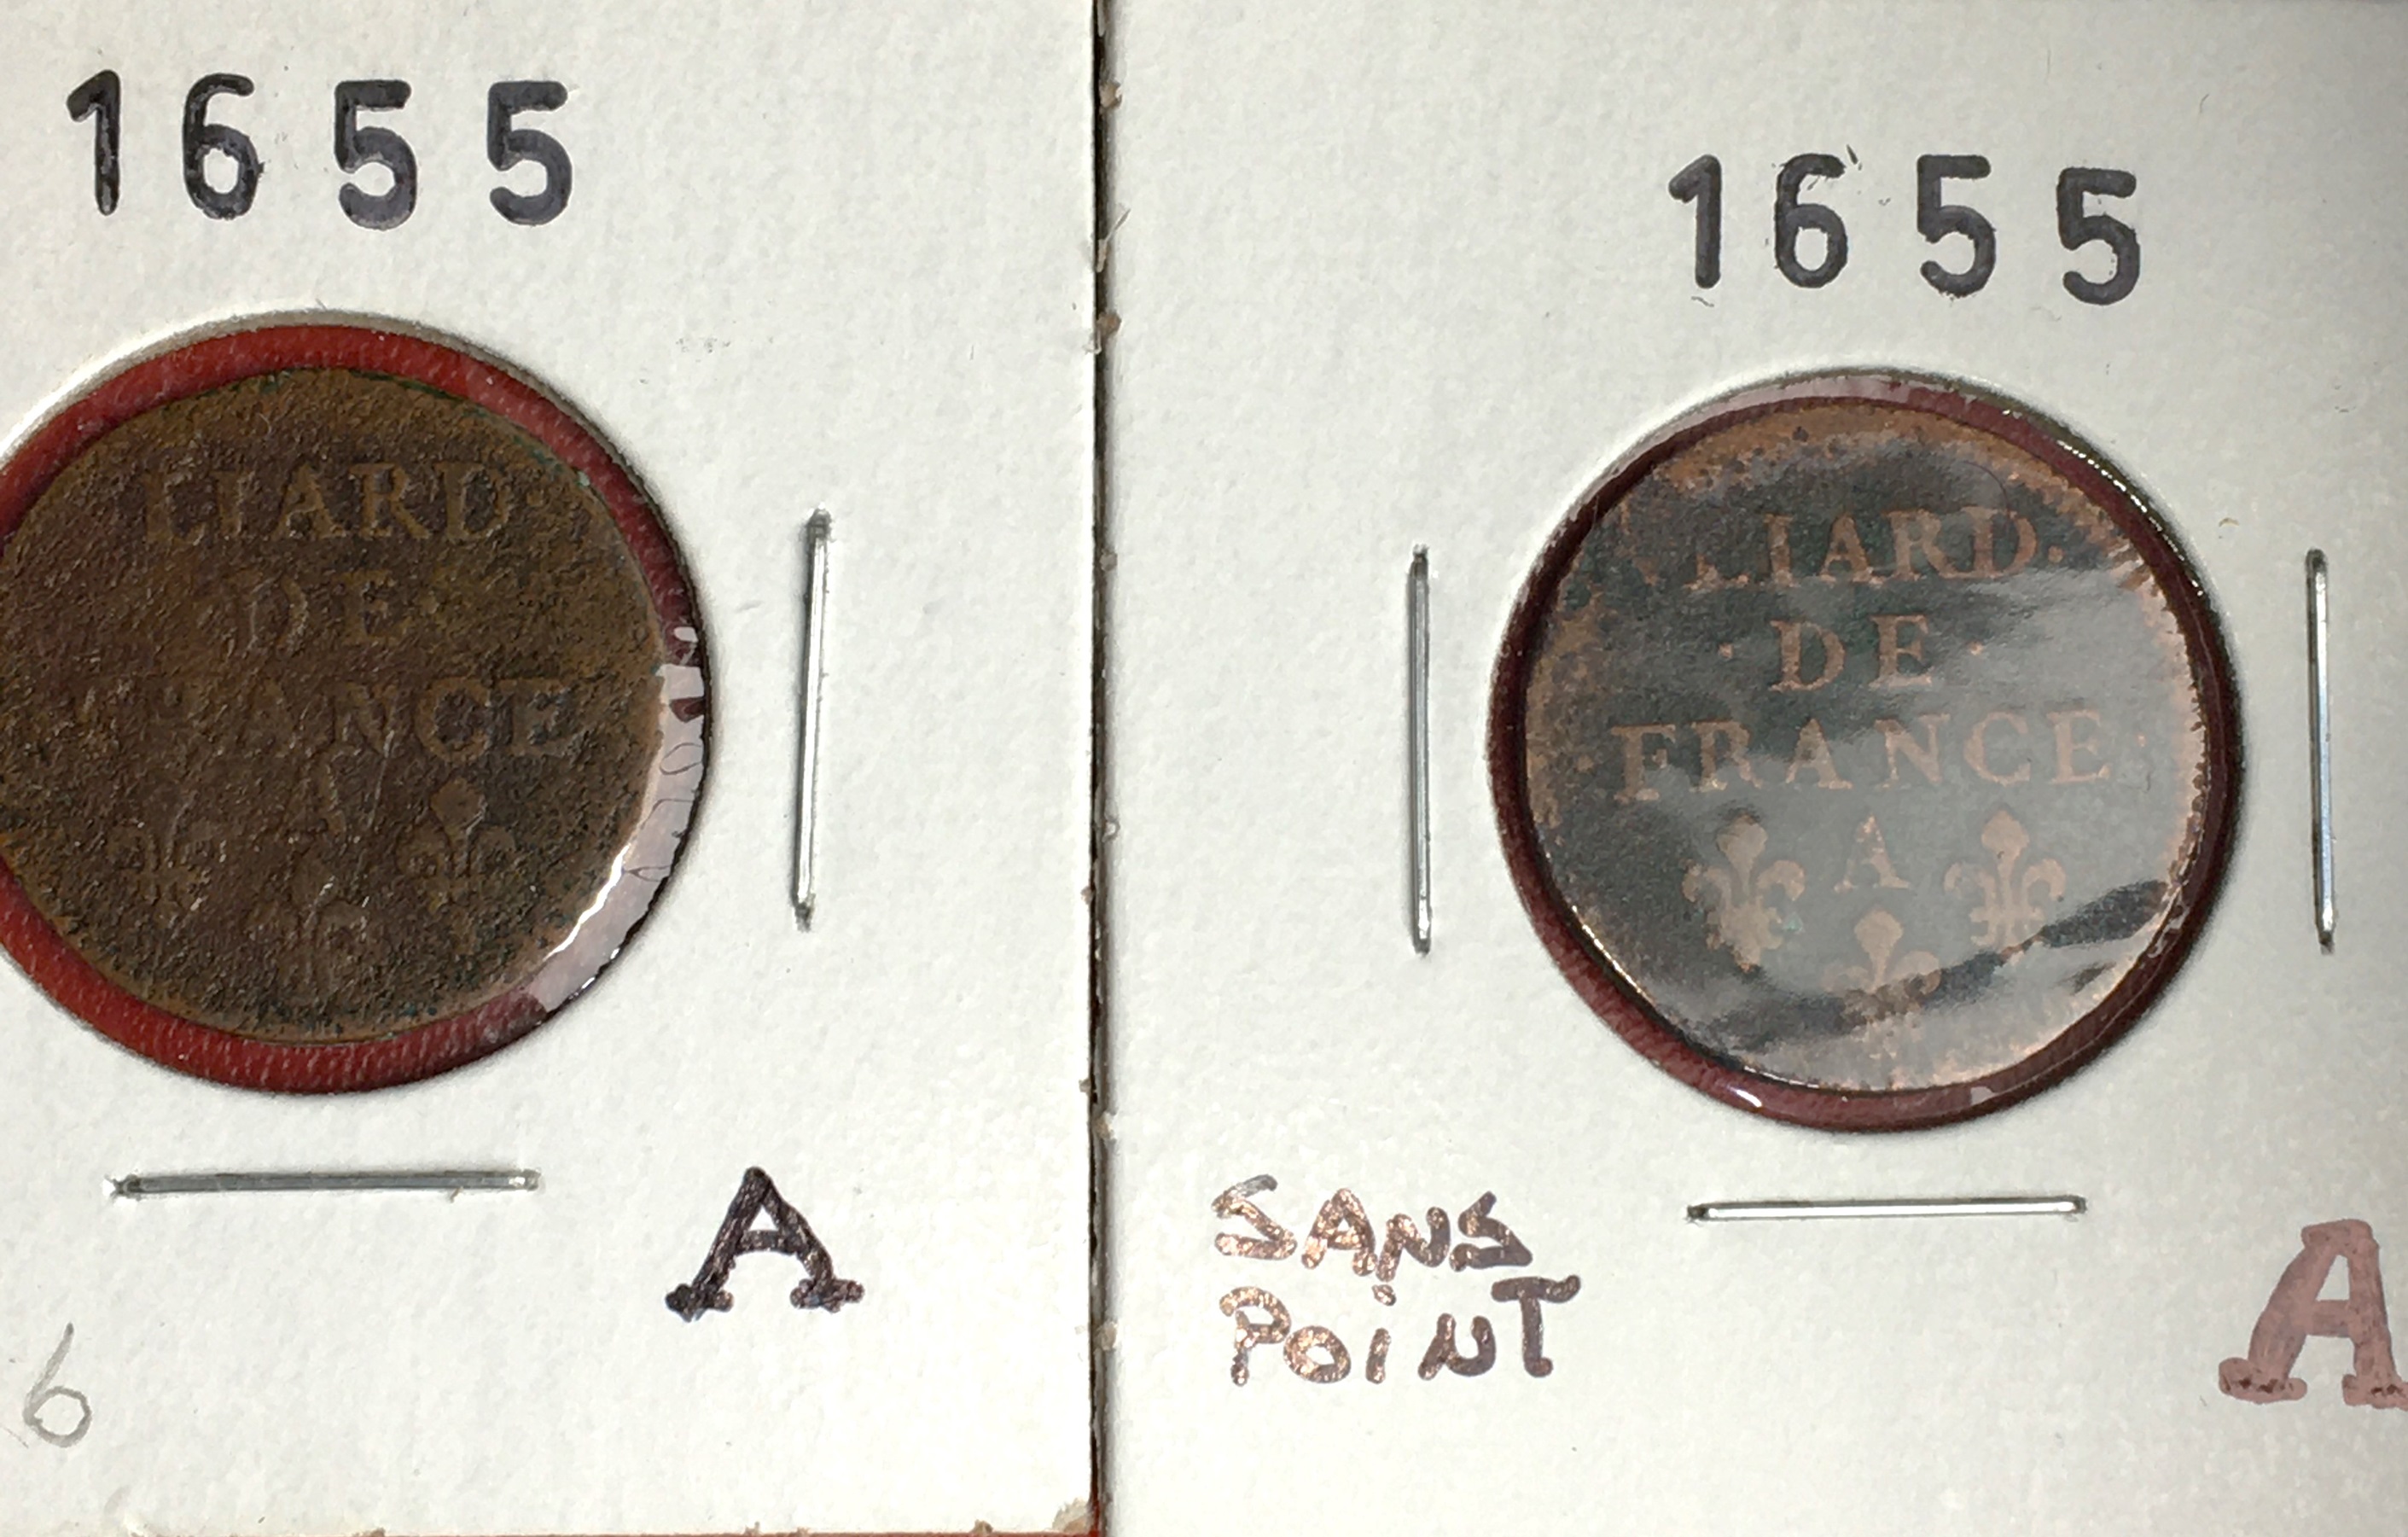 1655
LIARD·
DE
FRANCE
A
A
6
1655
LIARD.
· DE ·
FRANCE
A
SANS
POINT
A